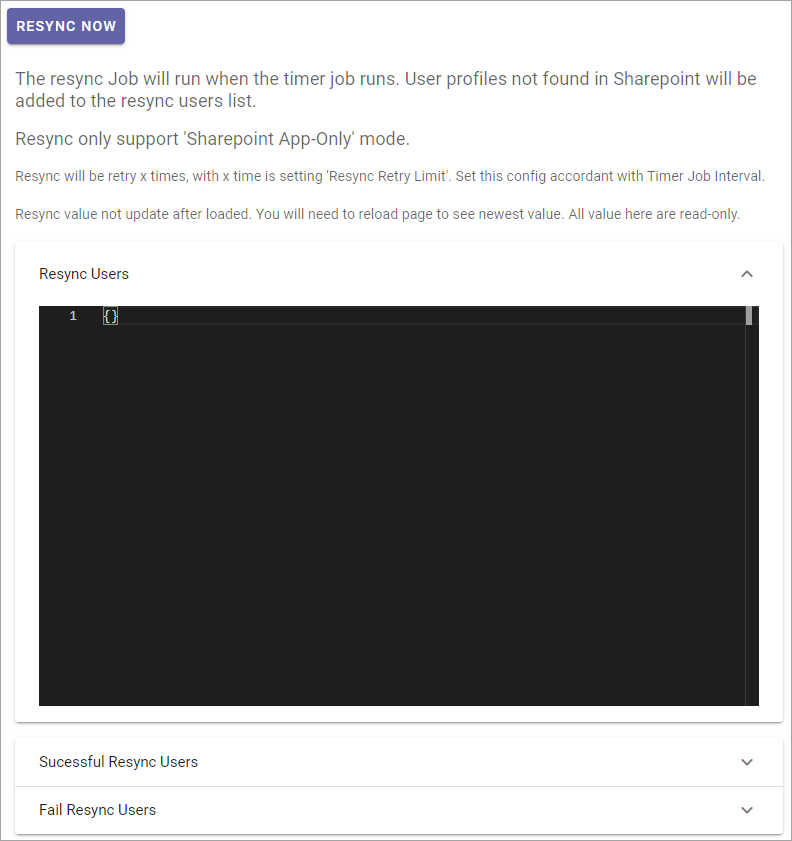 RESYNC NOW
The resync Job will run when the timer job runs. User profiles not found in Sharepoint will be
added to the resync users list.
Resync only support 'Sharepoint App-Only' mode.
Resync will be retry x times, with x time is setting 'Resync Retry Limit'. Set this config accordant with Timer Job Interval.
Resync value not update after loaded. You will need to reload page to see newest value. All value here are read-only.
Resync Users
1 {}
Sucessful Resync Users
Fail Resync Users